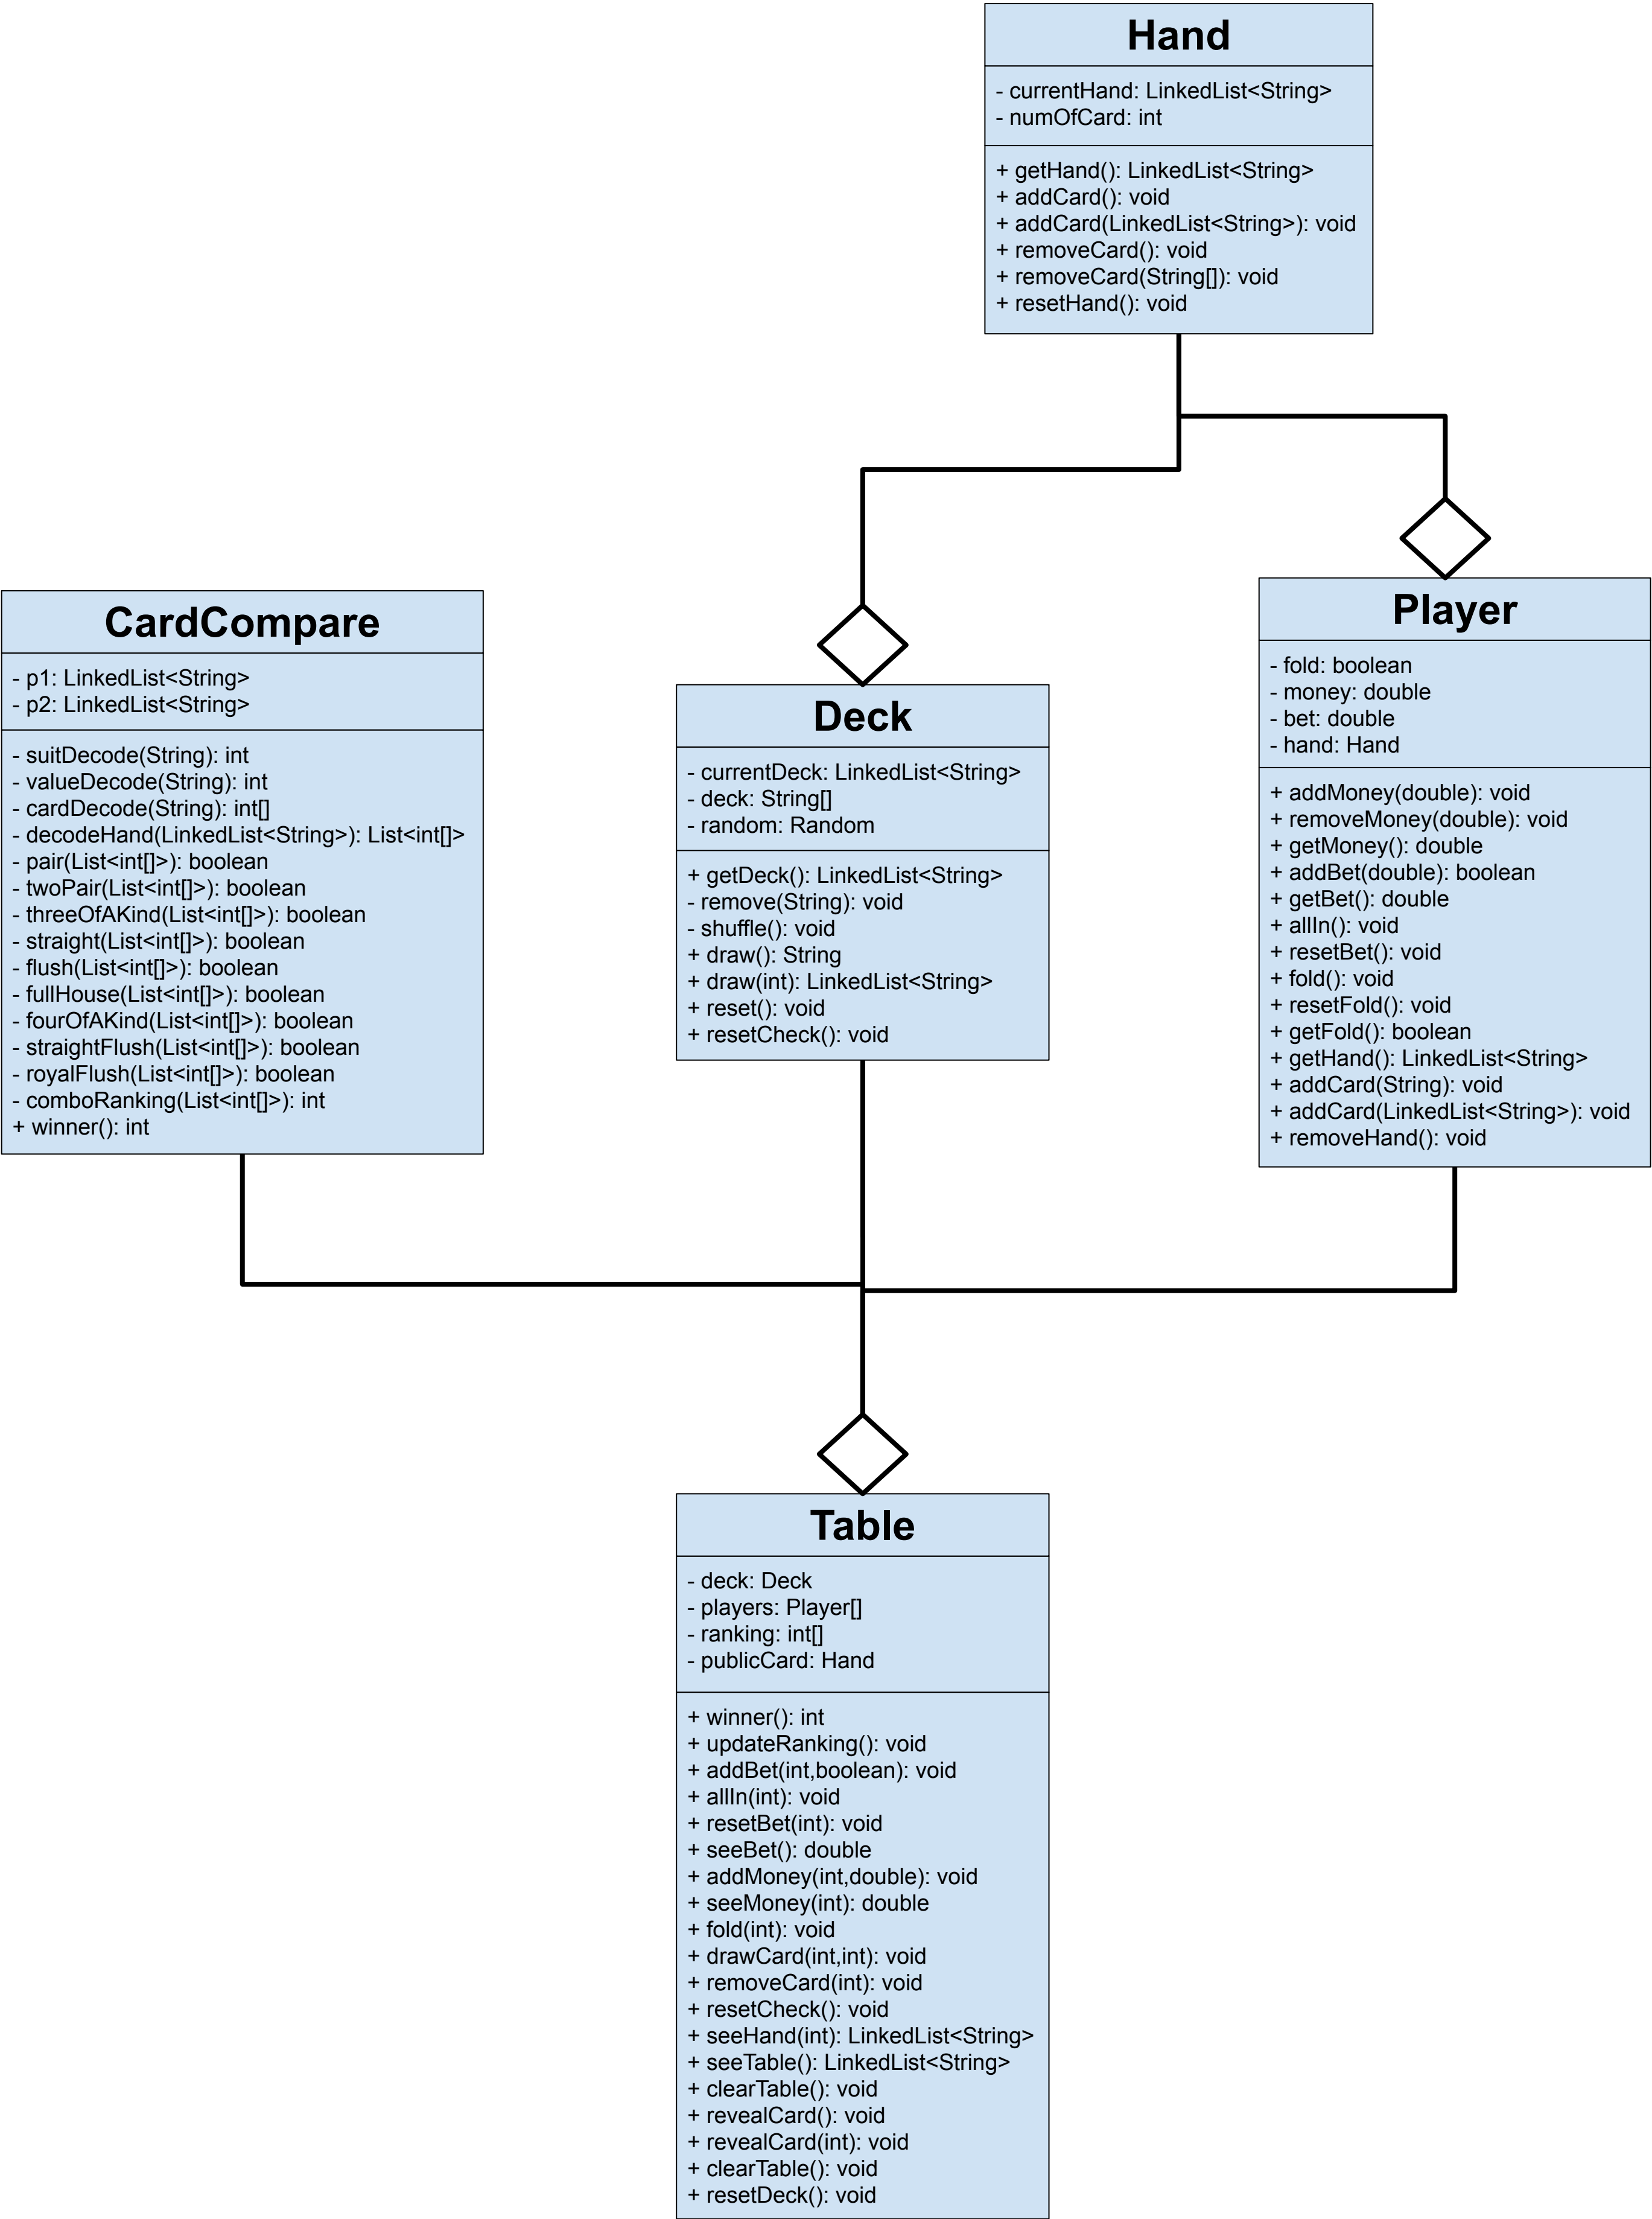 Hand
- currentHand: LinkedList<String>
- numOfCard: int
+ getHand(): LinkedList<String>
+ addCard(): void
+ addCard(LinkedList<String>): void
+ removeCard(): void
+ removeCard(String[]): void
+ resetHand(): void
CardCompare
- p1: LinkedList<String>
- p2: LinkedList<String>
- suitDecode(String): int
- valueDecode(String): int
- cardDecode(String): int[]
- decodeHand(LinkedList<String>): List<int[]>
- pair(List<int[]>): boolean
- twoPair(List<int[]>): boolean
- threeOfAKind(List<int[]>): boolean
- straight(List<int[]>): boolean
- flush(List<int[]>): boolean
- fullHouse(List<int[]>): boolean
- fourOfAKind(List<int[]>): boolean
- straightFlush(List<int[]>): boolean
- royalFlush(List<int[]>): boolean
- comboRanking(List<int[]>): int
+ winner(): int
Deck
- currentDeck: LinkedList<String>
- deck: String[]
- random: Random
+ getDeck(): LinkedList<String>
- remove(String): void
- shuffle(): void
+ draw(): String
+ draw(int): LinkedList<String>
+ reset(): void
+ resetCheck(): void
Player
- fold: boolean
- money: double
- bet: double
- hand: Hand
+ addMoney(double): void
+ removeMoney(double): void
+ getMoney(): double
+ addBet(double): boolean
+ getBet(): double
+ allIn(): void
+ resetBet(): void
+ fold(): void
+ resetFold(): void
+ getFold(): boolean
+ getHand(): LinkedList<String>
+ addCard(String): void
+ addCard(LinkedList<String>): void
+ removeHand(): void
Table
- deck: Deck
- players: Player[]
- ranking: int[]
- publicCard: Hand
+ winner(): int
+ updateRanking(): void
+ addBet(int,boolean): void
+ allIn(int): void
+ resetBet(int): void
+ seeBet(): double
+ addMoney(int,double): void
+ seeMoney(int): double
+ fold(int): void
+ drawCard(int,int): void
+ removeCard(int): void
+ resetCheck(): void
+ seeHand(int): LinkedList<String>
+ seeTable(): LinkedList<String>
+ clearTable(): void
+ revealCard(): void
+ revealCard(int): void
+ clearTable(): void
+ resetDeck(): void